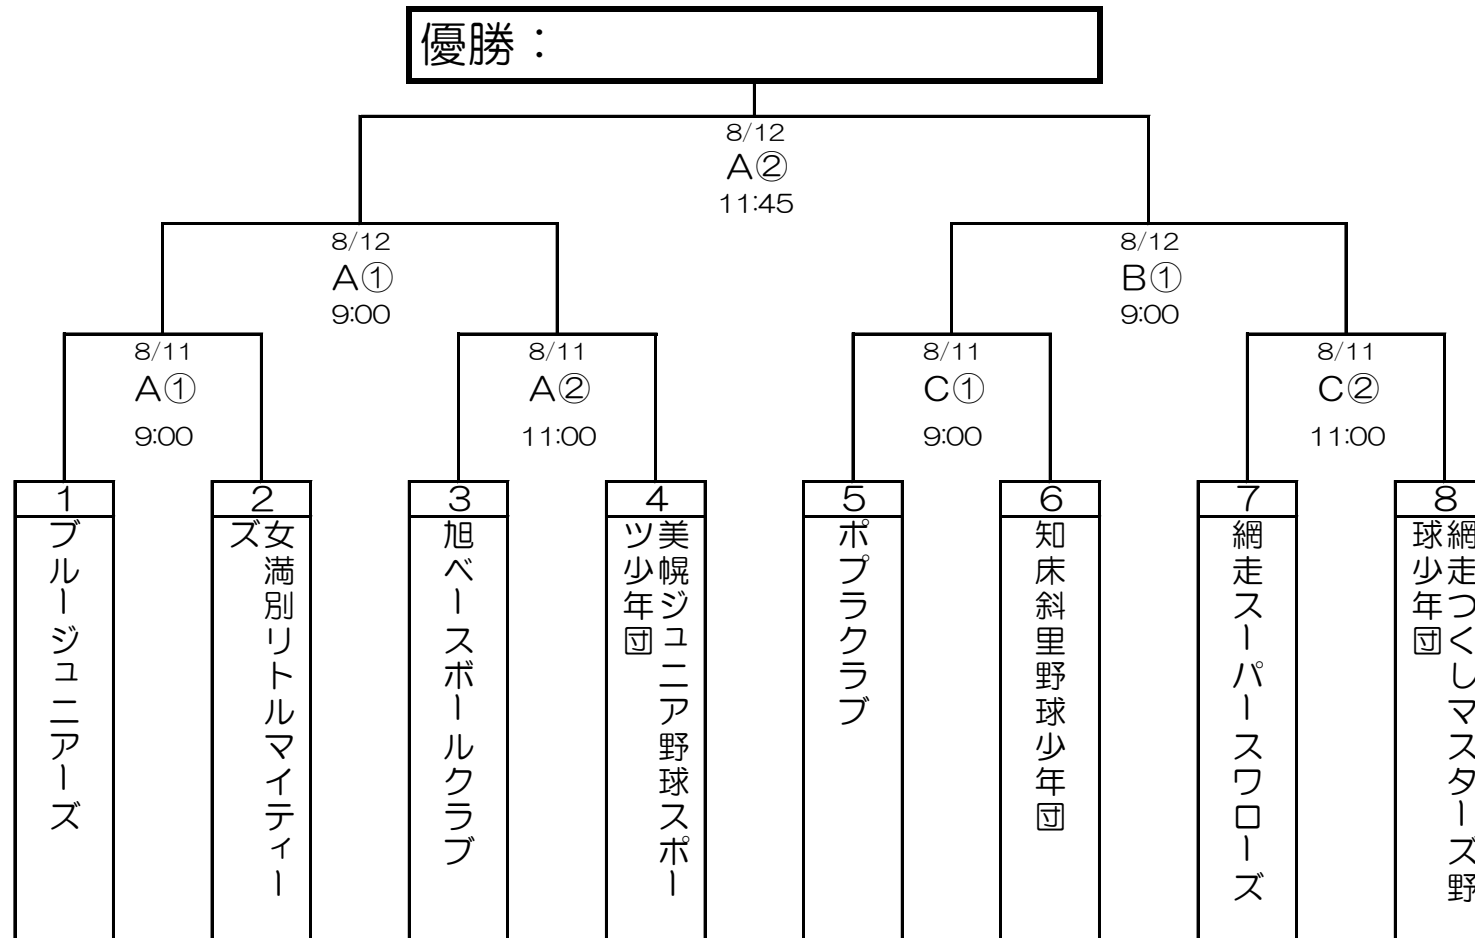 優勝：
8/12
A②
11:45
8/12
A①
9:00
8/12
B①
9:00
8/11
A①
9:00
8/11
A②
11:00
8/11
C①
9:00
8/11
C②
11:00
1
ブルージュニアーズ
2
女満別リトルマイティー
ズ
3
旭ベースボールクラブ
4
美幌ジュニア野球スポー
ツ少年団
5
ポプラクラブ
6
知床斜里野球少年団
7
網走スーパースワローズ
8
網走つくしマスターズ野
球少年団